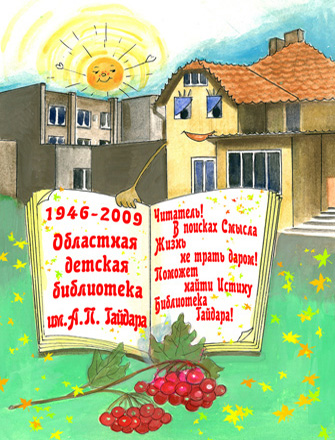 1946-2009
Областная
детская
библиотека
им.А.П. Гайдара
Читатель!
В поисках Смысла
Жизнь
не трать даром!
Поможет
найти Истину
Библиотека
Гайдара!